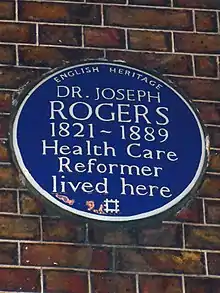 ENGLISH HERITAGE
DR. JOSEPH
ROGERS
1821~1889
Health Care
Reformer
lived here